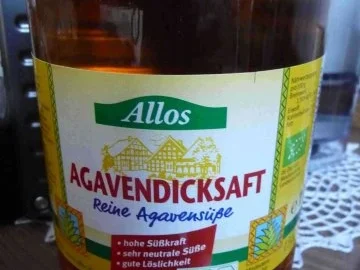 Allos
AGAVENDICKSAFT
Reine Agavensüße
• hohe Süßkraft
• sehr neutrale Süße
• gute Löslichkeit